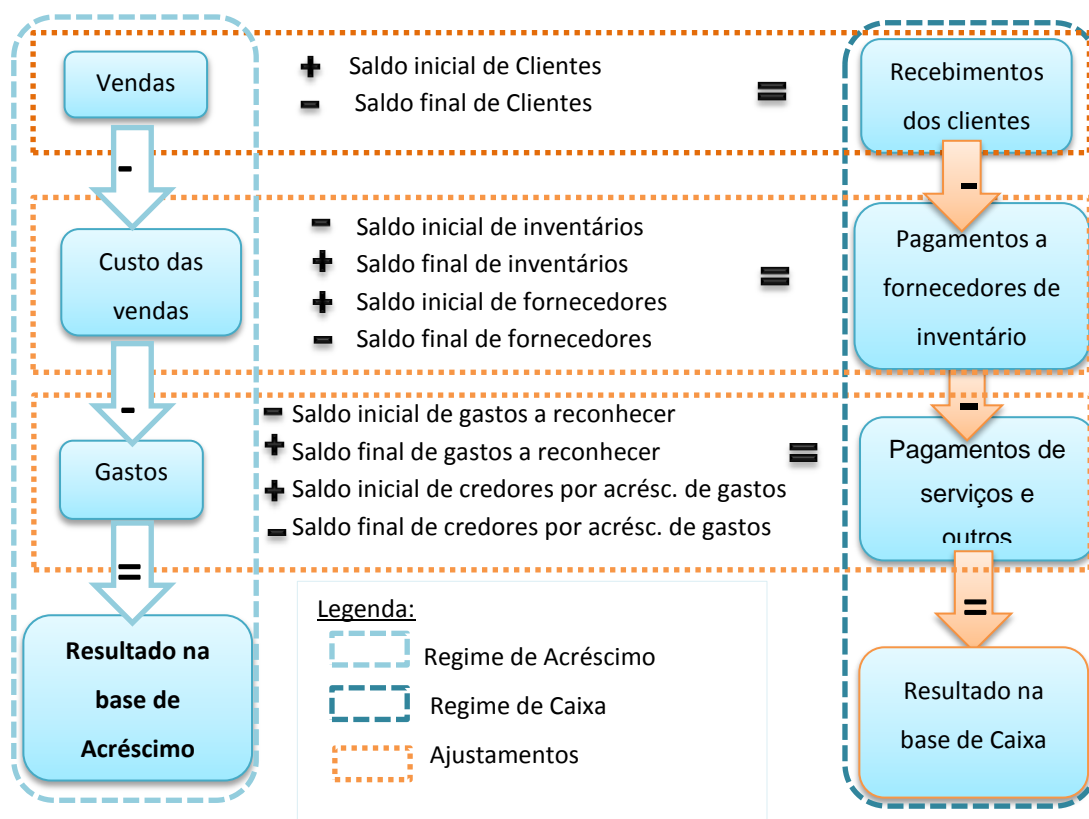 Vendas
+ Saldo inicial de Clientes
- Saldo final de Clientes
=
Recebimentos
dos clientes
-
-
Custo das
vendas
- Saldo inicial de inventários
+ Saldo final de inventários
+ Saldo inicial de fornecedores
- Saldo final de fornecedores
=
Pagamentos a
fornecedores de
inventário
-
-
Gastos
- Saldo inicial de gastos a reconhecer
+ Saldo final de gastos a reconhecer
+ Saldo inicial de credores por acrésc. de gastos
- Saldo final de credores por acrésc. de gastos
=
Pagamentos de
serviços e
outros
=
=
Resultado na
base de
Acréscimo
Legenda:
Regime de Acréscimo
Regime de Caixa
Ajustamentos
Resultado na
base de Caixa